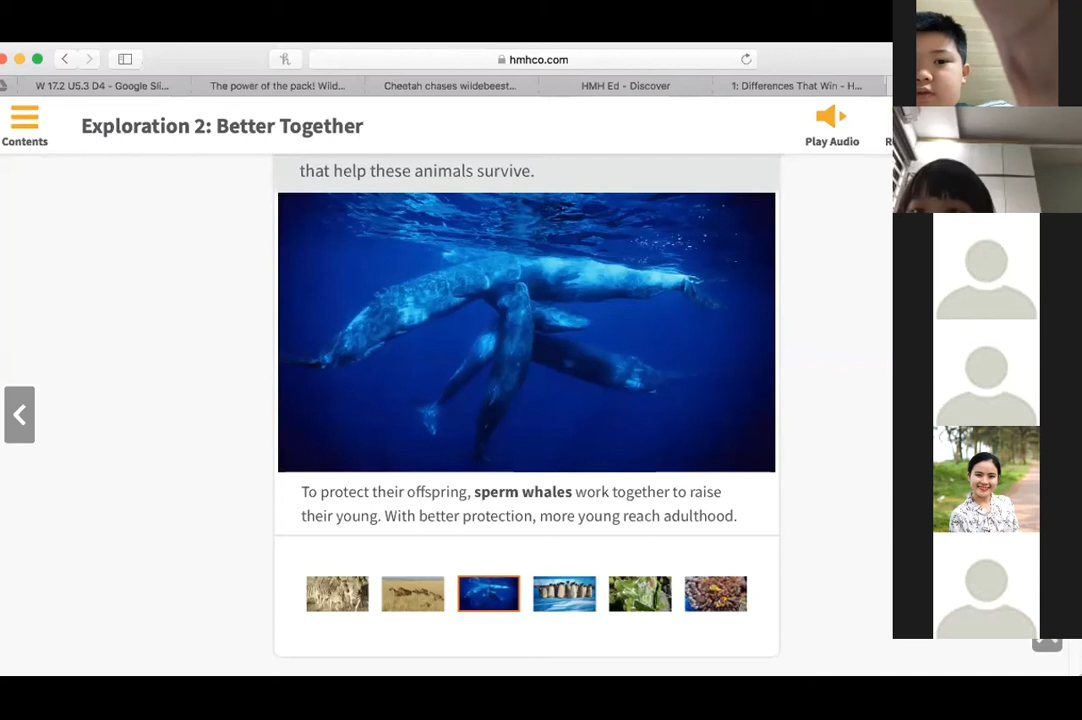 hmhco.com
W 17.2 U5.3 D4 - Google Sli...
The power of the pack! Wild...
Cheetah chases wildebeest...
HMH Ed - Discover
1: Differences That Win - H...
Contents
Exploration 2: Better Together
Play Audio
that help these animals survive.
To protect their offspring, sperm whales work together to raise
their young. With better protection, more young reach adulthood.